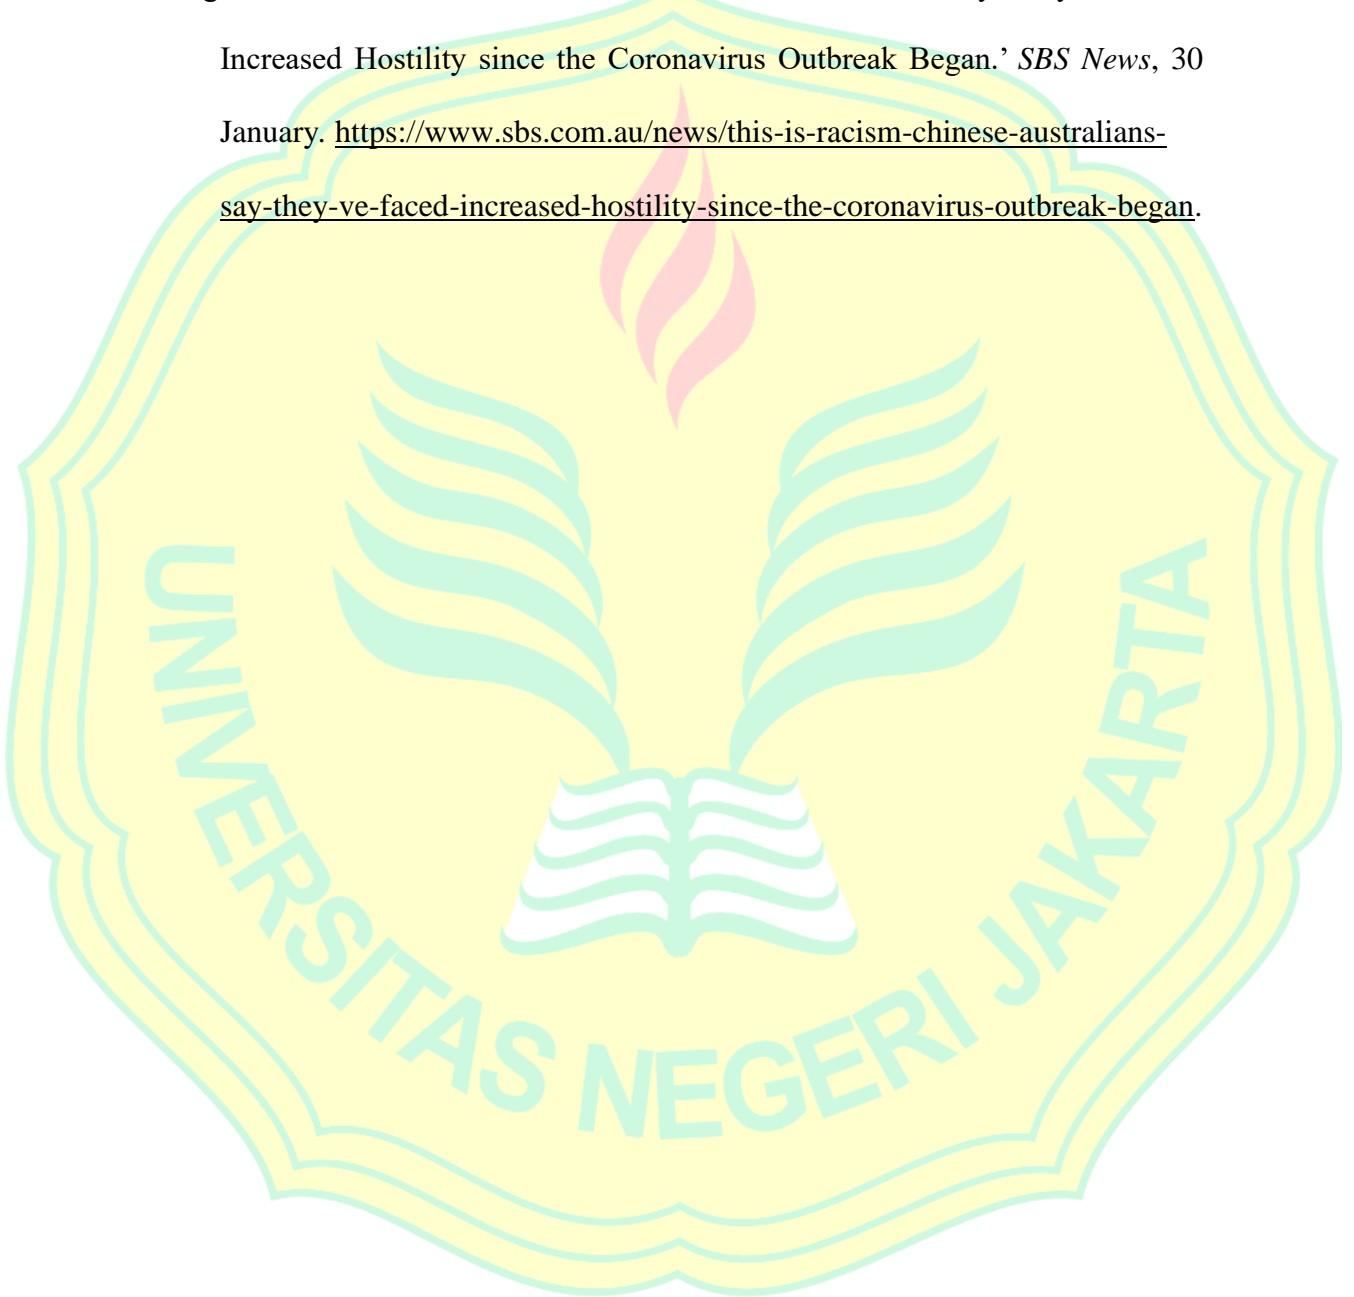 Increased Hostility since the Coronavirus Outbreak Began.’ SBS News, 30
January. https://www.sbs.com.au/news/this-is-racism-chinese-australians-
say-they-ve-faced-increased-hostility-since-the-coronavirus-outbreak-began.
UNIVERSITAS NEGERI JAKARTA